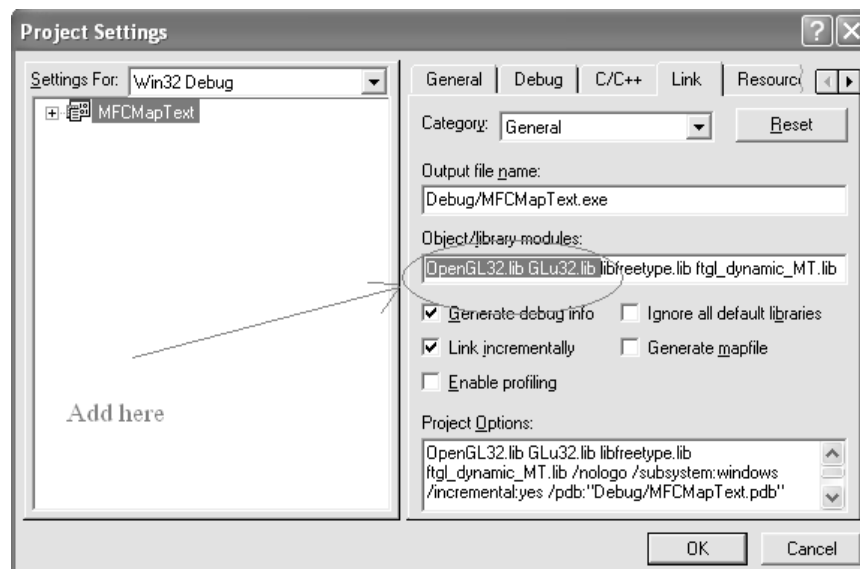 Project Settings
Settings For: Win32 Debug
MFCMapText
General Debug C/C++ Link
Category: General Reset
Output file name:
Debug/MFCMapText.exe
Object/library modules:
OpenGL32.lib GLu32.lib libfreetype.lib ftgl_dynamic_MT.lib
Generate debug info Ignore all default libraries
Link incrementally Generate mapfile
Enable profiling
Add here
Project Options:
OpenGL32.lib GLu32.lib libfreetype.lib
ftgl_dynamic_MT.lib /nologo /subsystem:windows
/incremental:yes /pdb:"Debug/MFCMapText.pdb"
OK Cancel